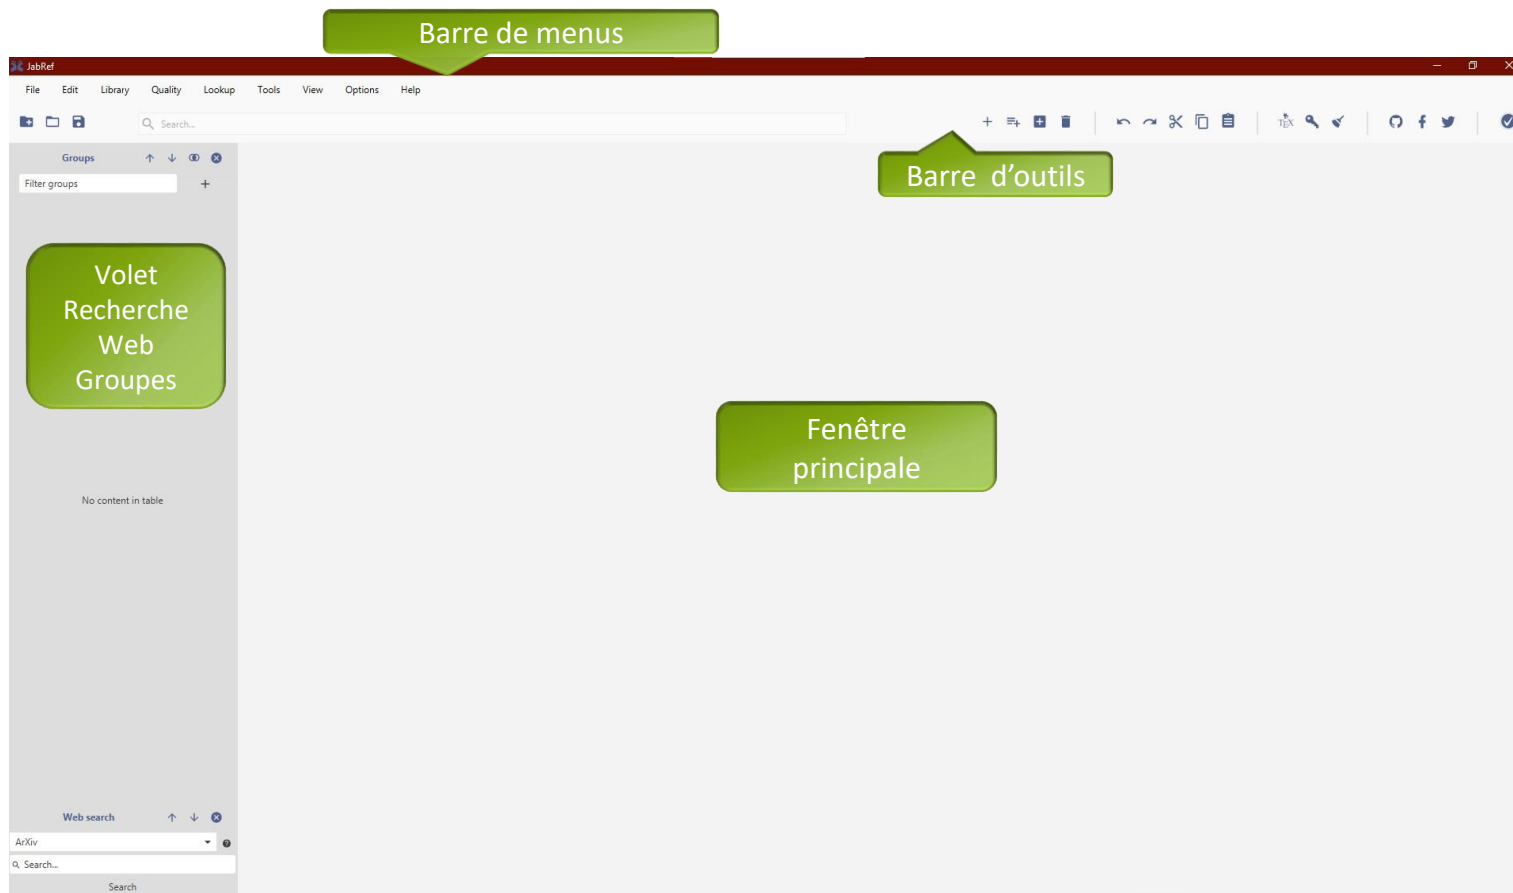 Barre de menus
JabRef
File Edit Library Quality Lookup Tools View Options Help
Search...
TEX
Groups
Filter groups
Barre d’outils
Volet
Recherche
Web
Groupes
Fenêtre
principale
No content in table
Web search
ArXiv
Search...
Search